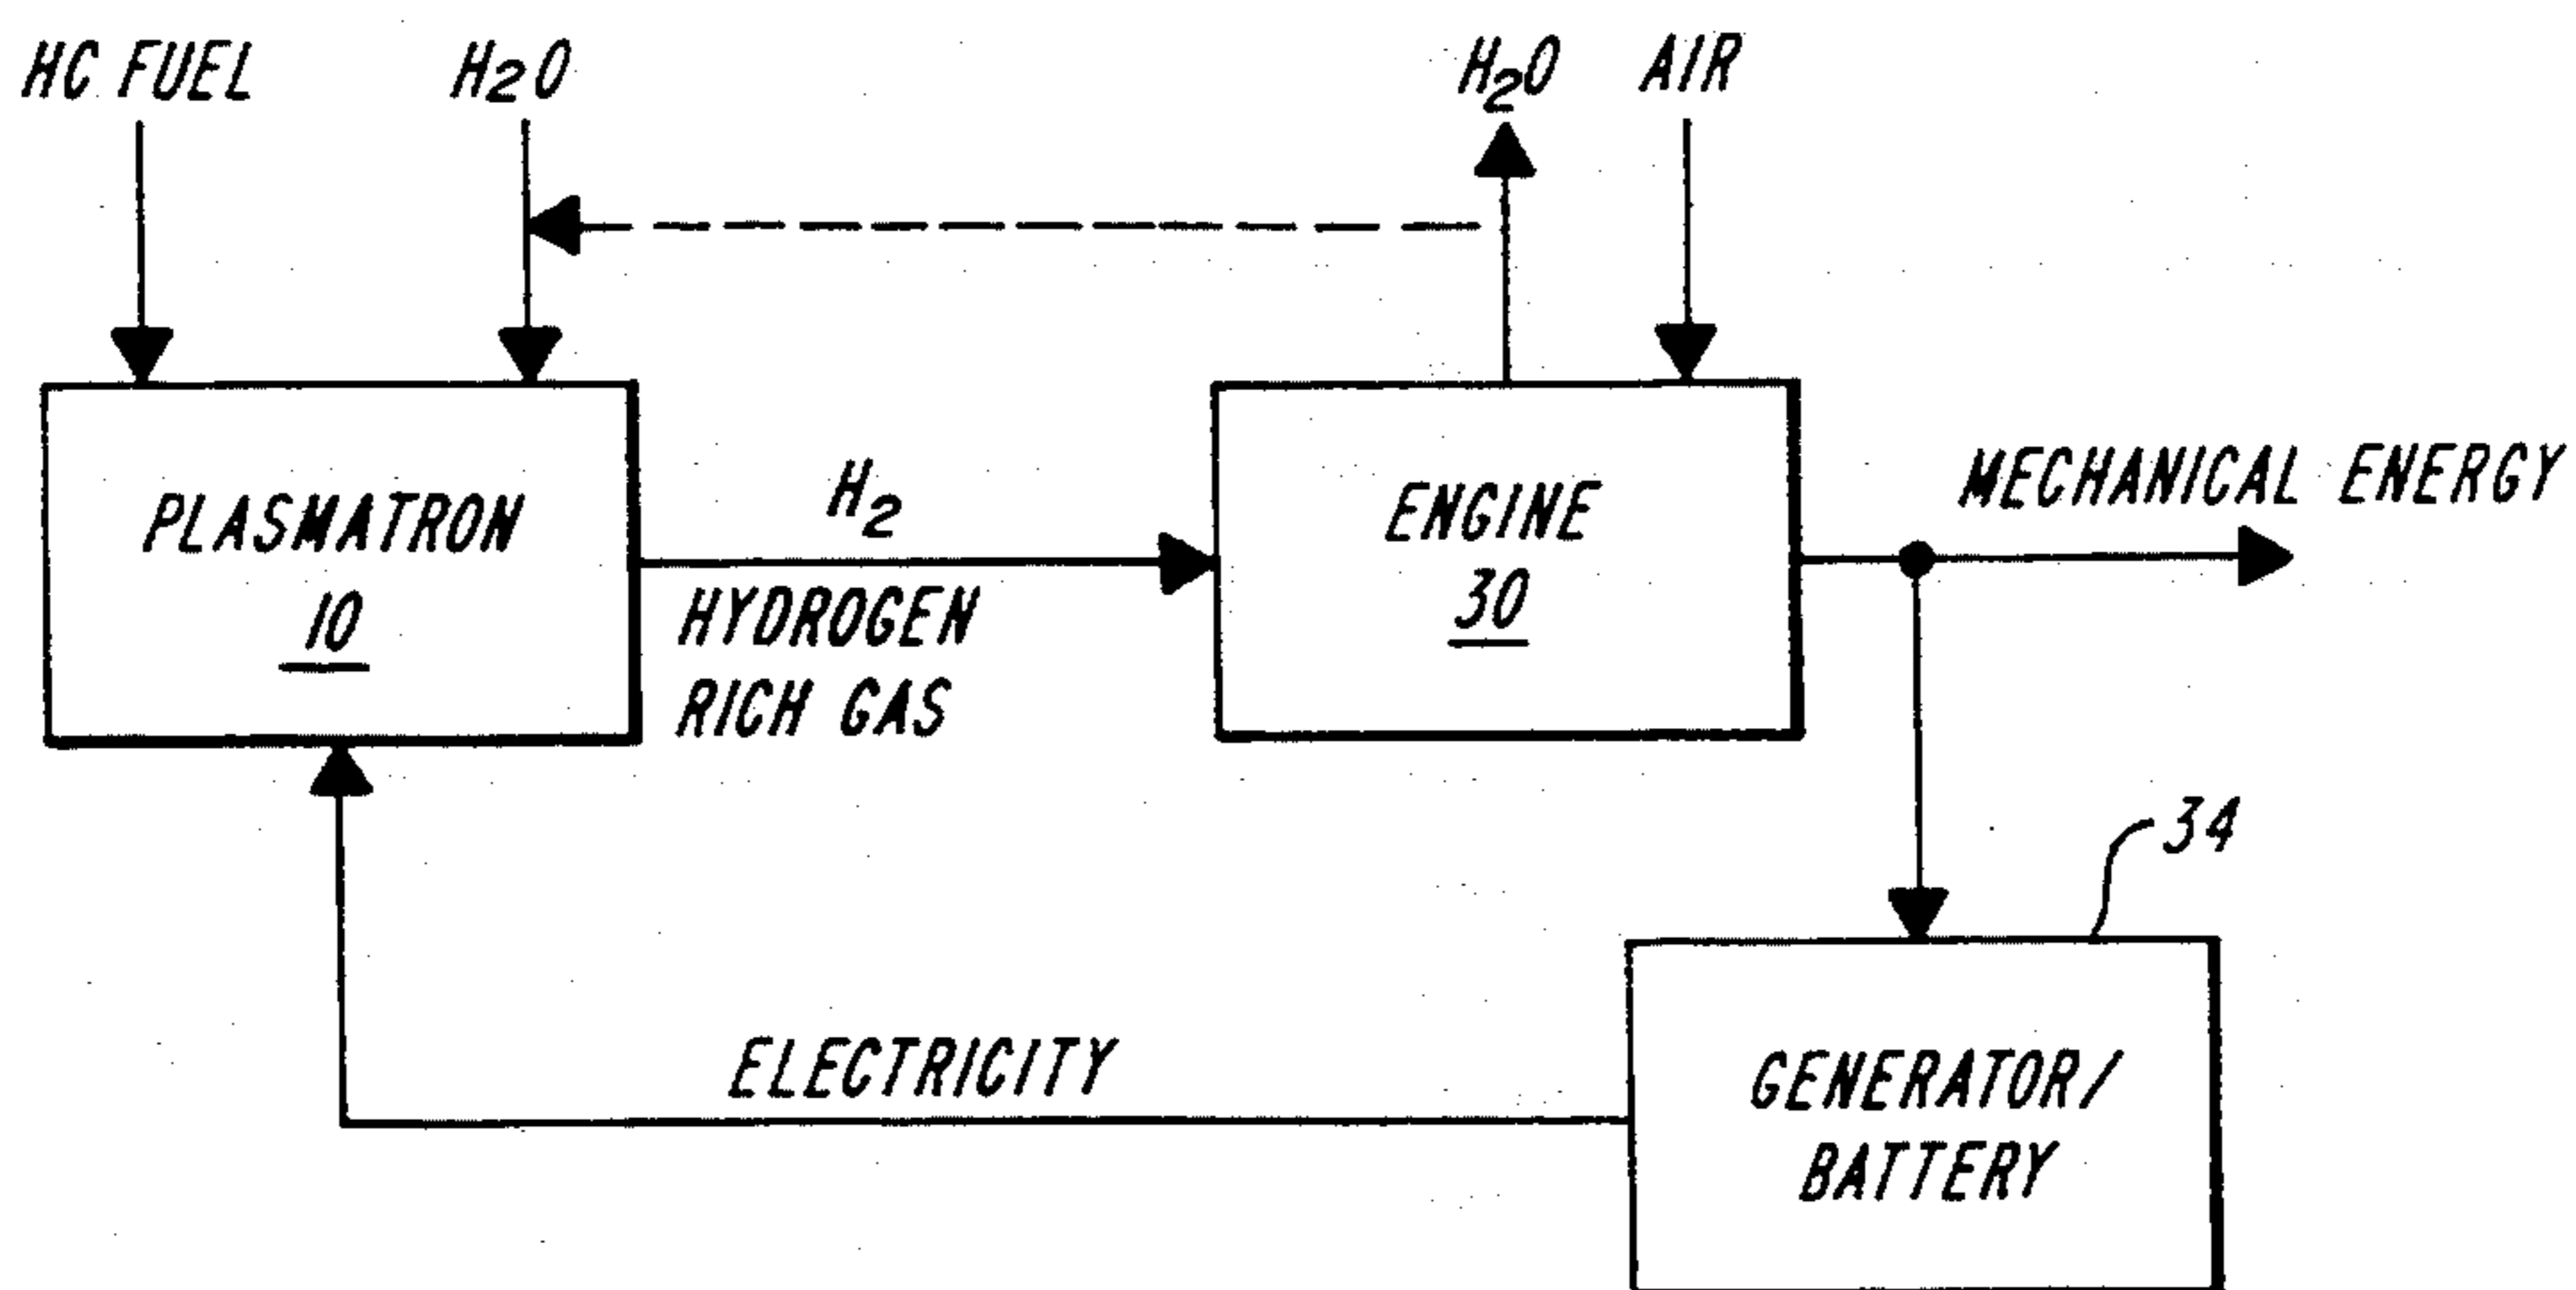 HC FUEL
H2O
H2O
AIR
PLASMATRON
10
H2
HYDROGEN
RICH GAS
ENGINE
30
MECHANICAL ENERGY
34
ELECTRICITY
GENERATOR/
BATTERY